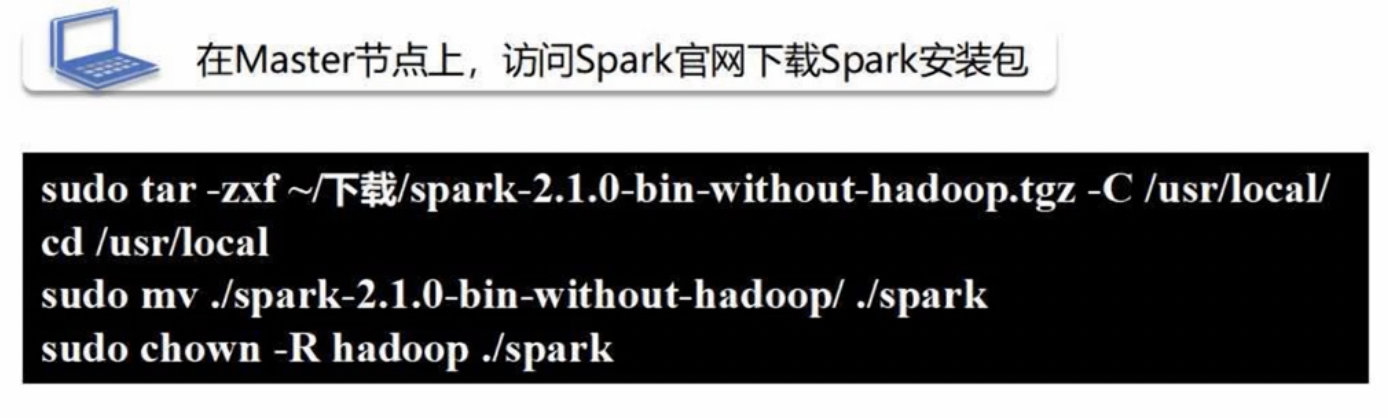 在Master节点上，访问Spark官网下载Spark安装包
sudo tar -zxf ~/下载/spark-2.1.0-bin-without-hadoop.tgz -C /usr/local/
cd /usr/local
sudo mv ./spark-2.1.0-bin-without-hadoop/ ./spark
sudo chown -R hadoop ./spark